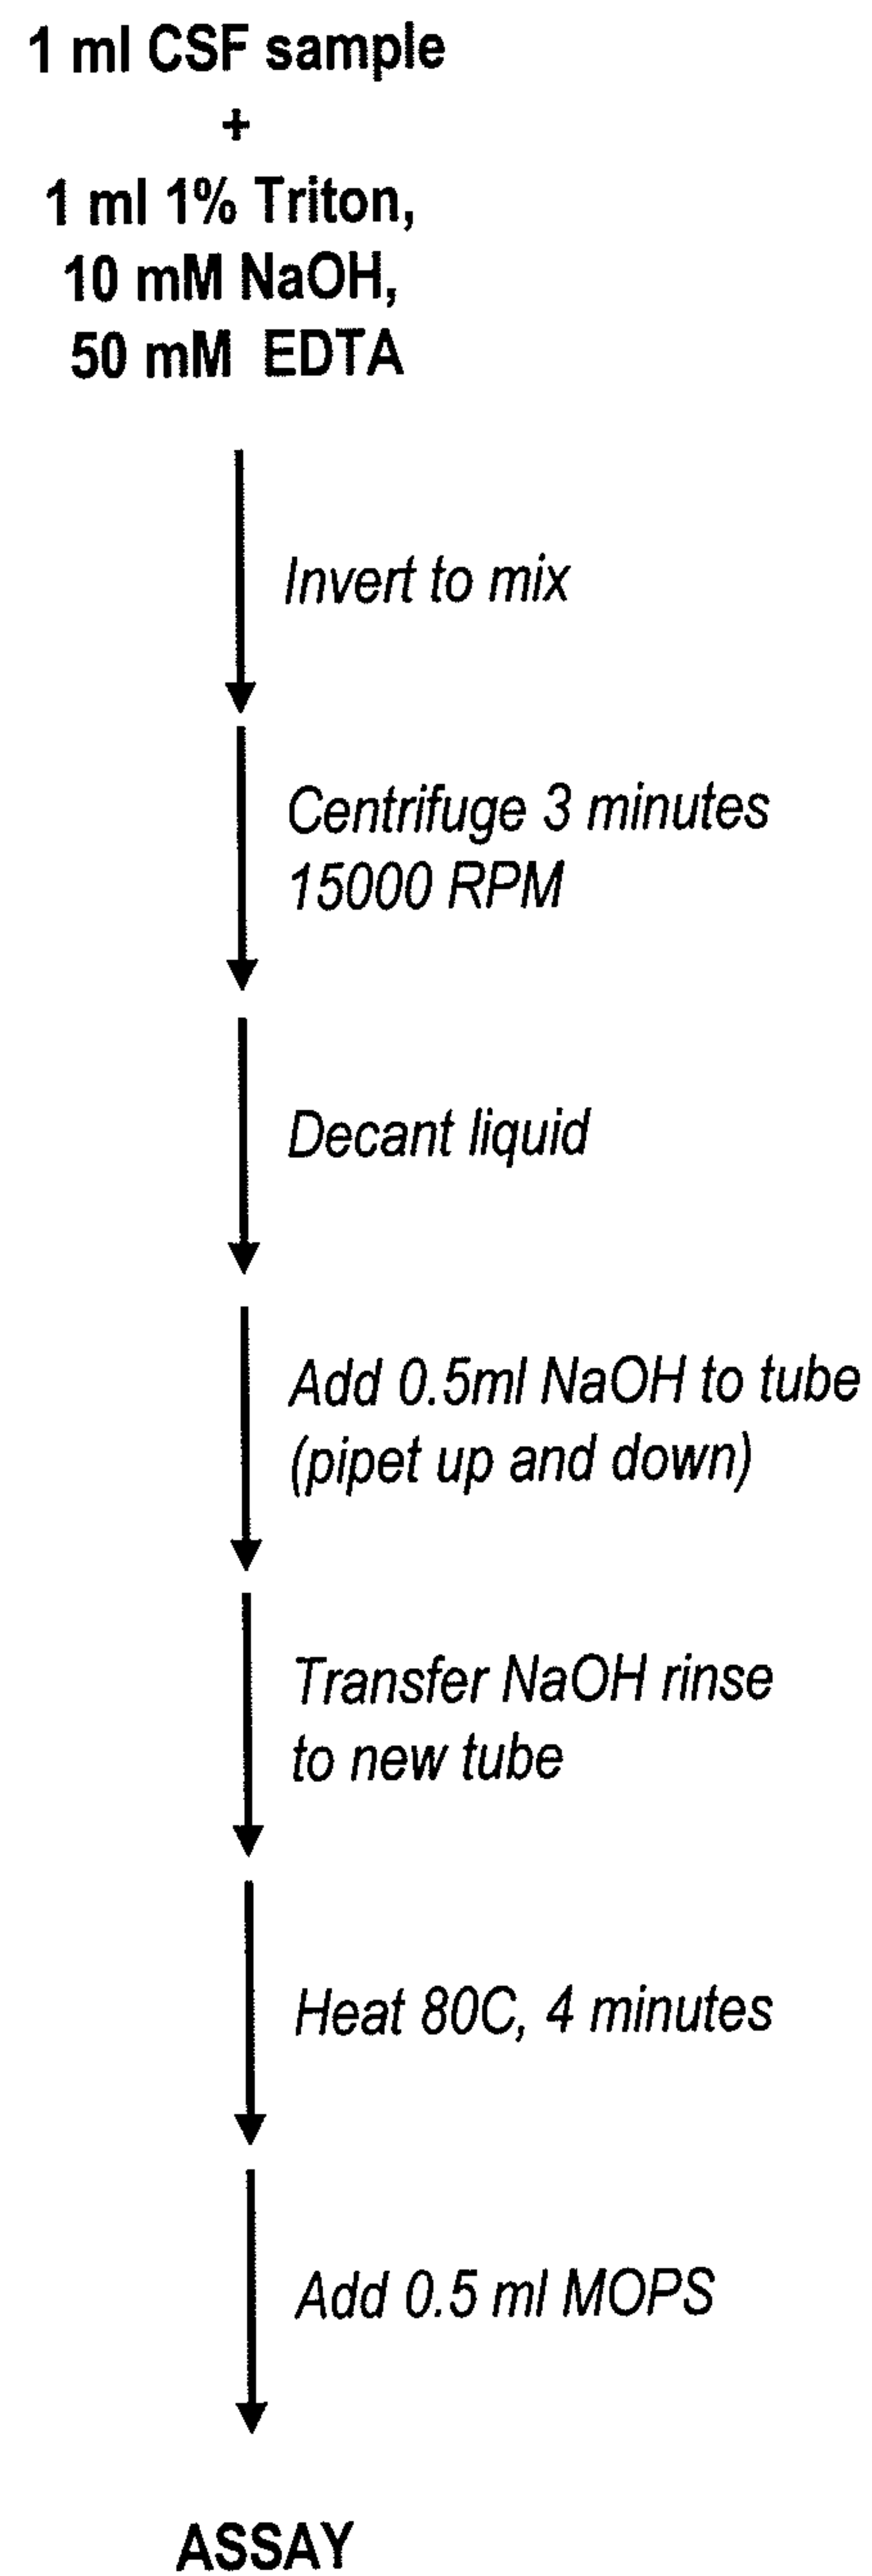 1 ml CSF sample
+
1 ml 1% Triton,
10 mM NaOH,
50 mM EDTA
Invert to mix
Centrifuge 3 minutes
15000 RPM
Decant liquid
Add 0.5ml NaOH to tube
(pipet up and down)
Transfer NaOH rinse
to new tube
Heat 80C, 4 minutes
Add 0.5 ml MOPS
ASSAY